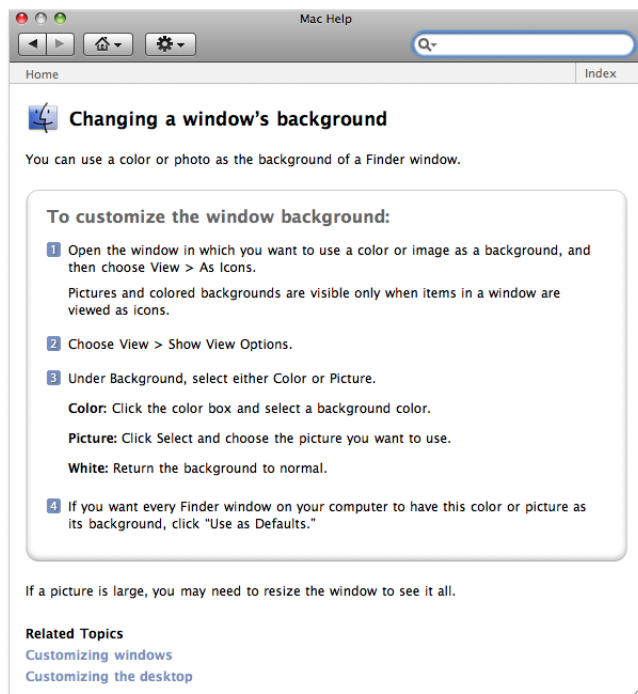 Mac Help
Home
Index
Changing a window's background
You can use a color or photo as the background of a Finder window.
To customize the window background:
1 Open the window in which you want to use a color or image as a background, and
then choose View > As Icons.
Pictures and colored backgrounds are visible only when items in a window are
viewed as icons.
2 Choose View > Show View Options.
3 Under Background, select either Color or Picture.
Color: Click the color box and select a background color.
Picture: Click Select and choose the picture you want to use.
White: Return the background to normal.
4 If you want every Finder window on your computer to have this color or picture as
its background, click “Use as Defaults.”
If a picture is large, you may need to resize the window to see it all.
Related Topics
Customizing windows
Customizing the desktop